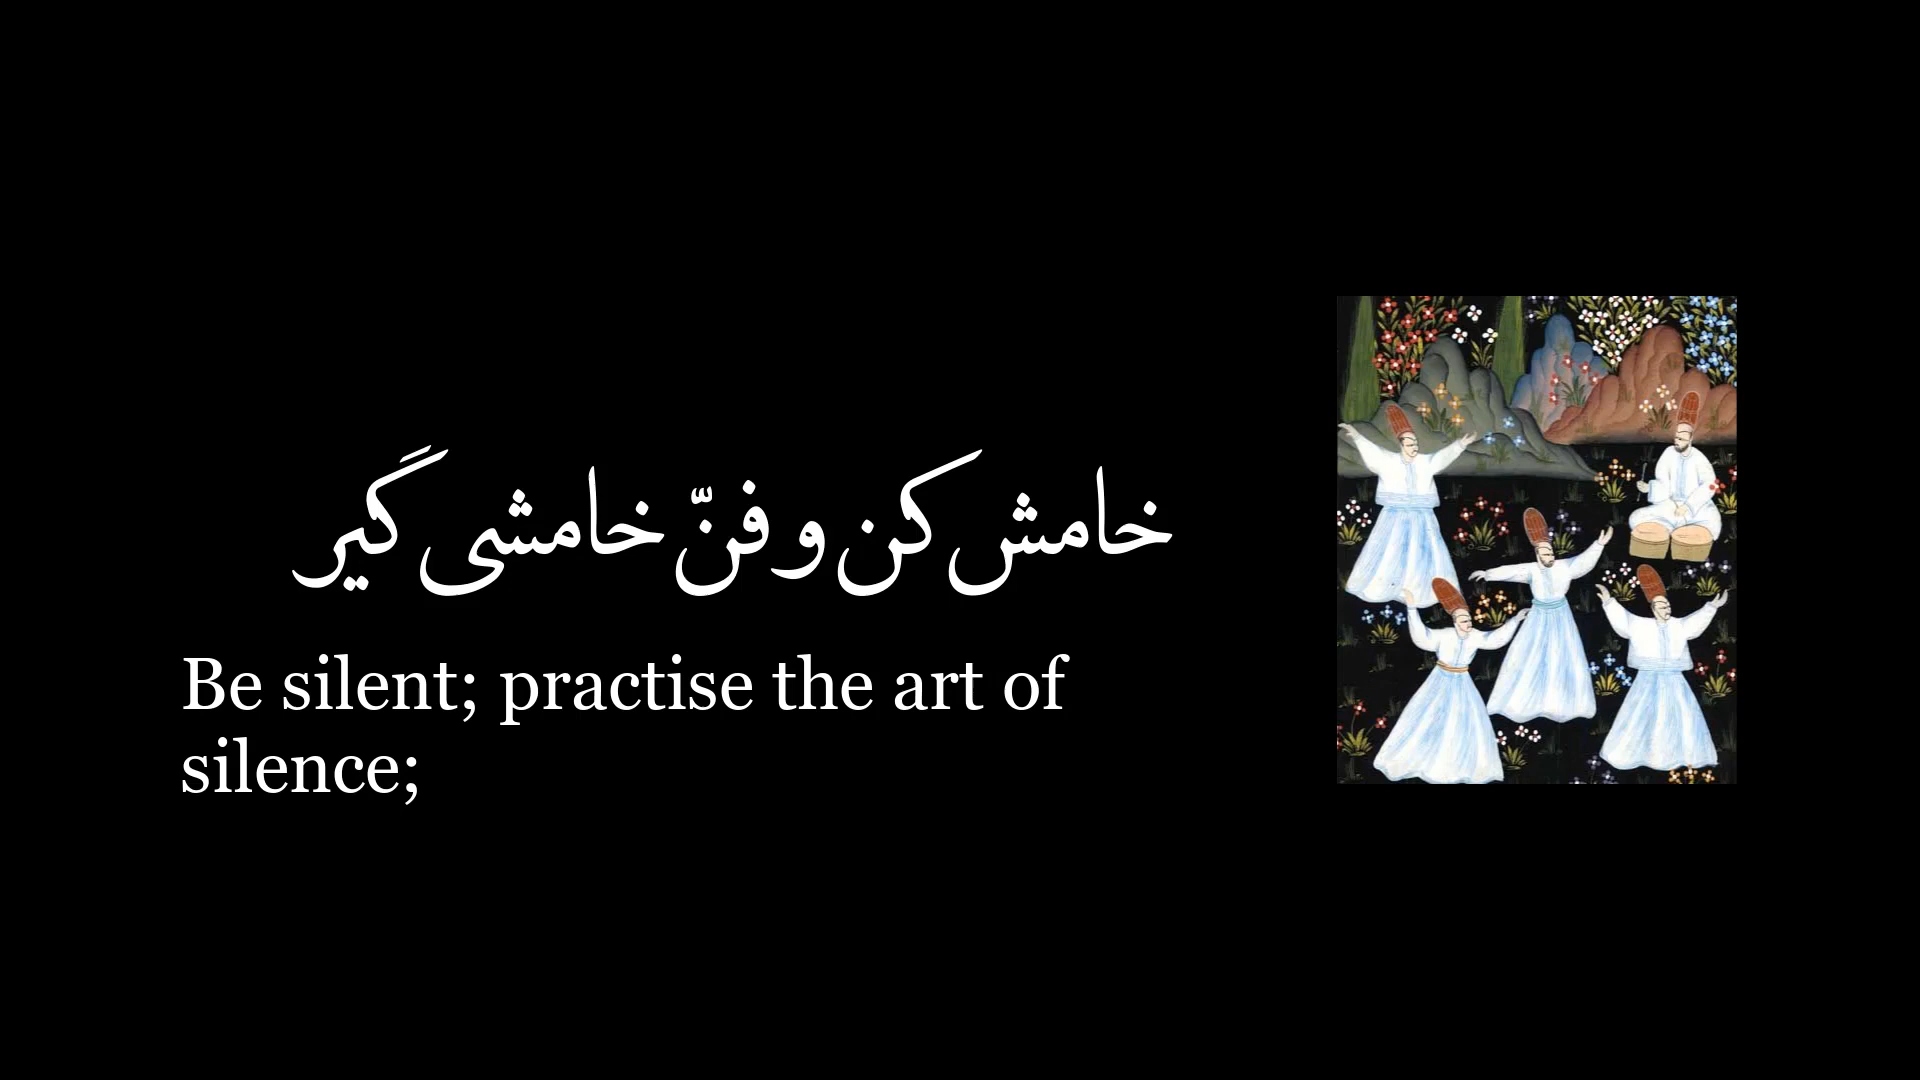 خامش کن و فنّ خامشی گیر
Be silent; practise the art of
silence;